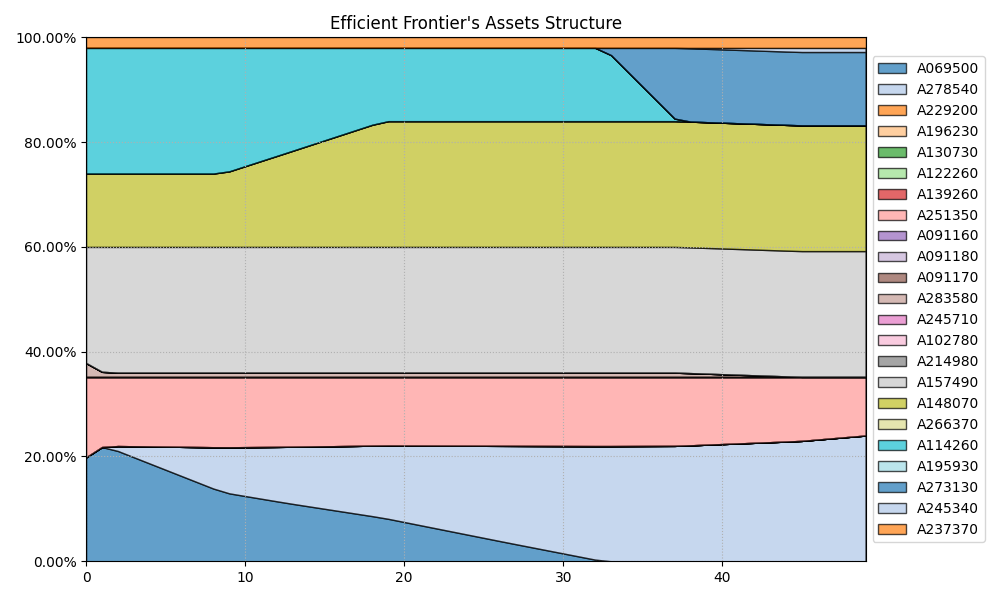 Efficient Frontier's Assets Structure
100.00%
80.00%
60.00%
40.00%
20.00%
0.00%
0
10
20
30
40
A069500
A278540
A229200
A196230
A130730
A122260
A139260
A251350
A091160
A091180
A091170
A283580
A245710
A102780
A214980
A157490
A148070
A266370
A114260
A195930
A273130
A245340
A237370